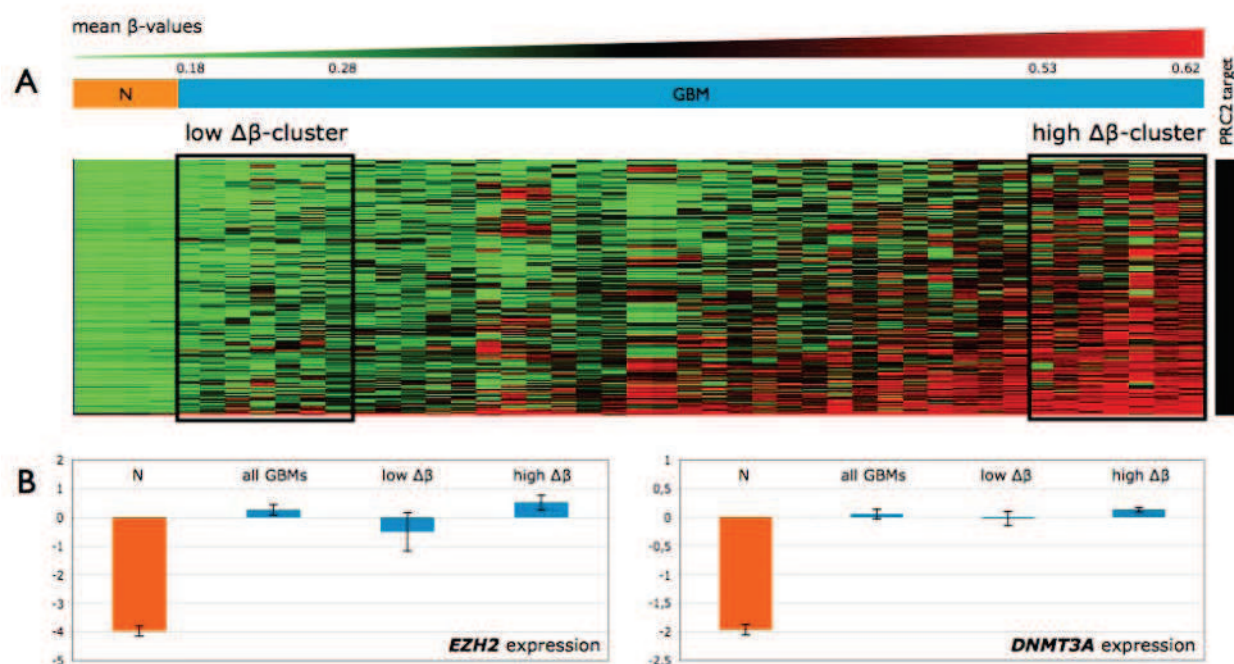 mean β-values
0.18 0.28 0.53 0.62
A
N GBM
PRC2 target
low Δβ-cluster high Δβ-cluster
B
2
1
0
-1
-2
-3
-4
-5
N all GBMs low Δβ high Δβ
EZH2 expression
1
0,5
0
-0,5
-1
-1,5
-2
-2,5
N all GBMs low Δβ high Δβ
DNMT3A expression